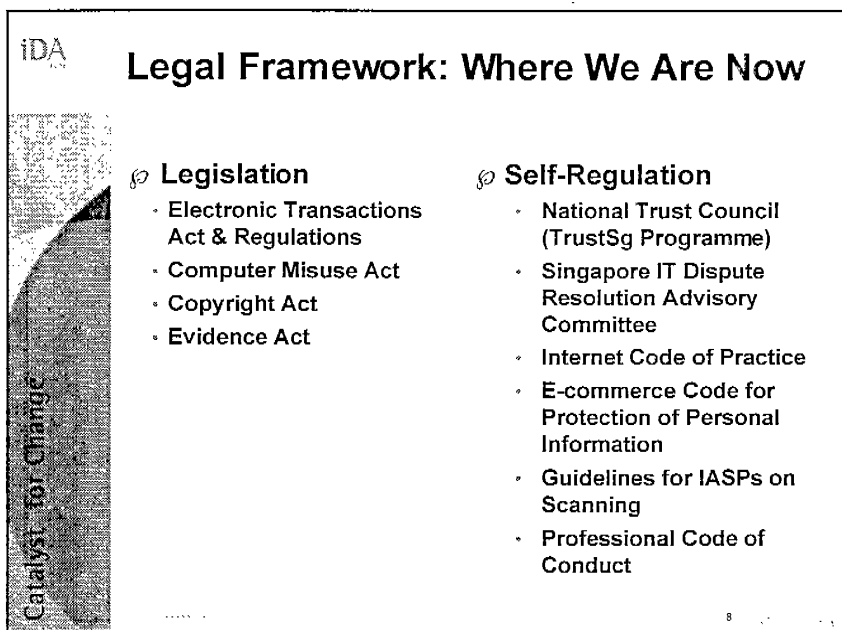 iDA
Legal Framework: Where We Are Now
Legislation
Electronic Transactions
Act & Regulations
Computer Misuse Act
Copyright Act
Evidence Act
Self-Regulation
National Trust Council
(TrustSg Programme)
Singapore IT Dispute
Resolution Advisory
Committee
Internet Code of Practice
E-commerce Code for
Protection of Personal
Information
Guidelines for IASPs on
Scanning
Professional Code of
Conduct
Catalyst for Change
8